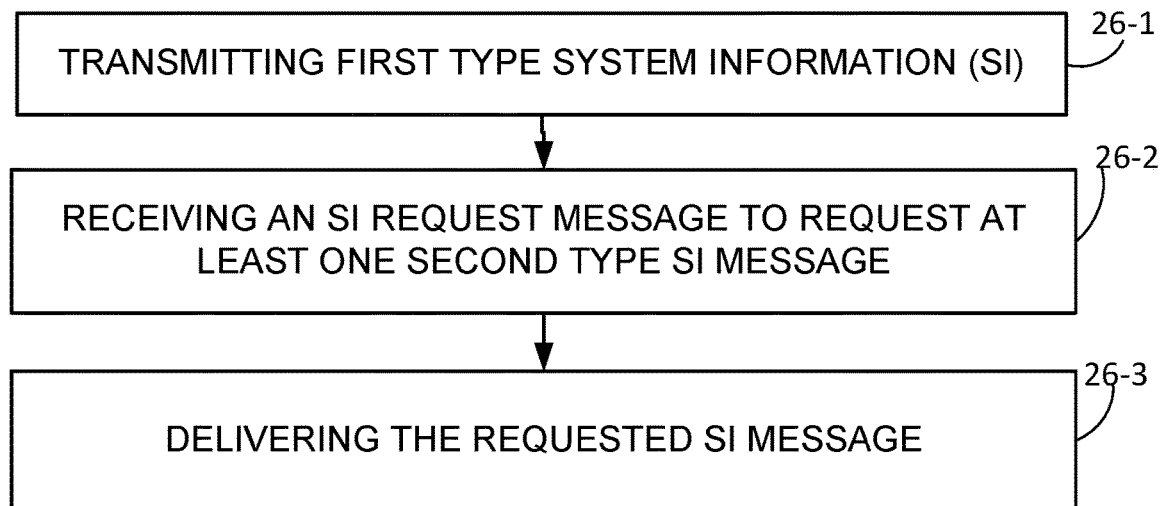 26-1
TRANSMITTING FIRST TYPE SYSTEM INFORMATION (SI)
26-2
RECEIVING AN SI REQUEST MESSAGE TO REQUEST AT
LEAST ONE SECOND TYPE SI MESSAGE
26-3
DELIVERING THE REQUESTED SI MESSAGE